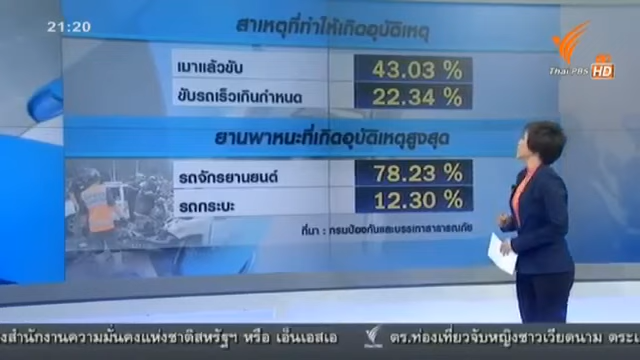 21:20
สาเหตุที่ทำให้เกิดอุบัติเหตุ
เมาแล้วขับ 43.03 %
ขับรถเร็วเกินกำหนด 22.34 %
ยานพาหนะที่เกิดอุบัติเหตุสูงสุด
รถจักรยานยนต์ 78.23 %
รถกระบะ 12.30 %
ที่มา : กรมป้องกันและบรรเทาสาธารณภัย
Thai PBS HD
งสำนักงานความมั่นคงแห่งชาติสหรัฐฯ หรือ เอ็นเอสเอ Thai PBS ตร.ท่องเที่ยวจับหญิงชาวเวียดนาม ตระเ